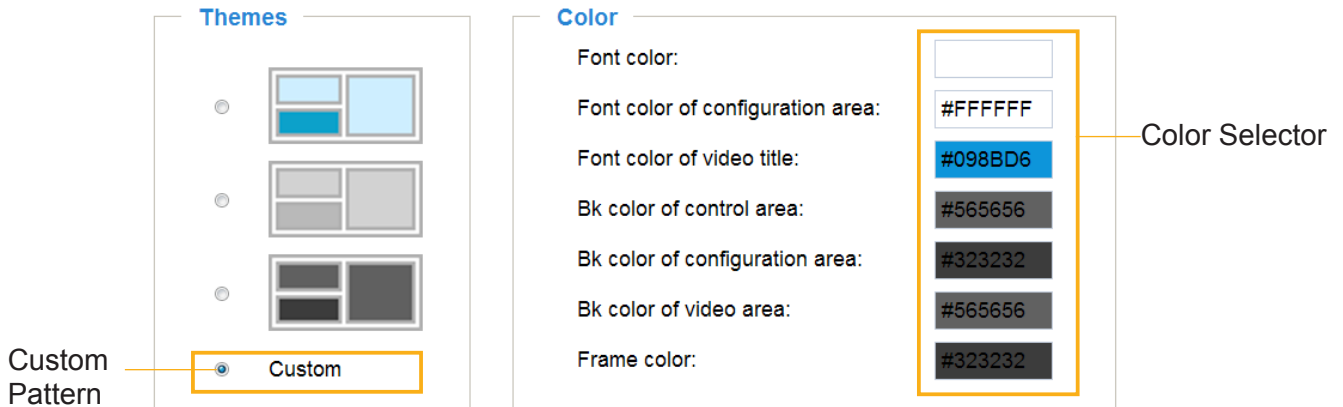 Themes
Custom
Custom
Pattern
Color
Font color:
Font color of configuration area: #FFFFFF
Font color of video title: #098BD6
Bk color of control area: #565656
Bk color of configuration area: #323232
Bk color of video area: #565656
Frame color: #323232
Color Selector